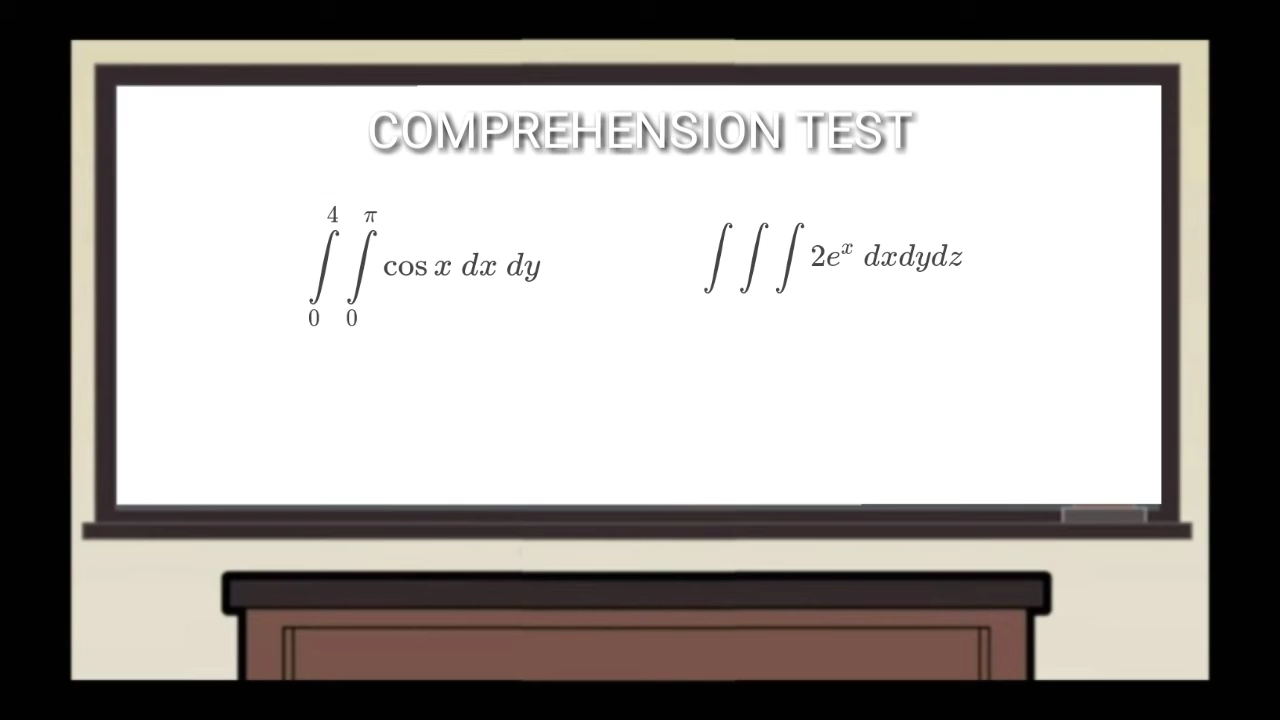 COMPREHENSION TEST
∫₀⁴ ∫₀^π cos x dx dy
∫ ∫ ∫ 2eˣ dxdydz